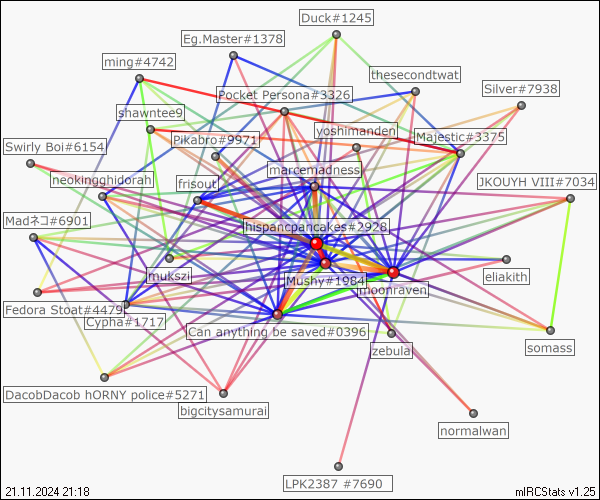 Duck#1245
Eg.Master#1378
ming#4742
thesecondtwat
Silver#7938
Pocket Persona#3326
shawntee9
yoshimanden
Pikabro#9971
Majestic#3375
Swirly Boi#6154
marcemadness
neokingghidorah
frisout
JKOUYH VIII#7034
Madネコ#6901
hispancpancakes#2928
mukszi
Mushy#1984
eliakith
moonraven
Fedora Stoat#4479
Cypha#1717
Can anything be saved#0396
zebula
somass
DacobDacob hORNY police#5271
bigcitysamurai
normalwan
LPK2387 #7690
21.11.2024 21:18
mIRCStats v1.25